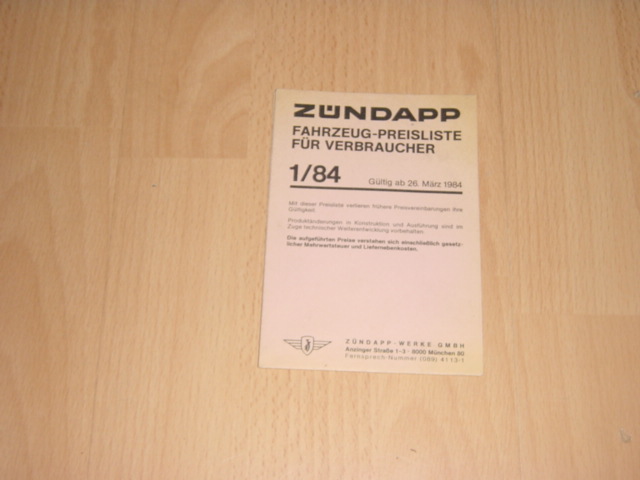 ZÜNDAPP
FAHRZEUG-PREISLISTE
FÜR VERBRAUCHER
1/84 Gültig ab 26. März 1984
Mit dieser Preisliste verlieren frühere Preisvereinbarungen ihre
Gültigkeit.
Produktänderungen in Konstruktion und Ausführung sind im
Zuge technischer Weiterentwicklung vorbehalten.
Die aufgeführten Preise verstehen sich einschließlich gesetz-
licher Mehrwertsteuer und Liefernebenkosten.
ZÜNDAPP-WERKE GMBH
Anzinger Straße 1-3 · 8000 München 80
Fernsprech-Nummer (089) 41 13-1